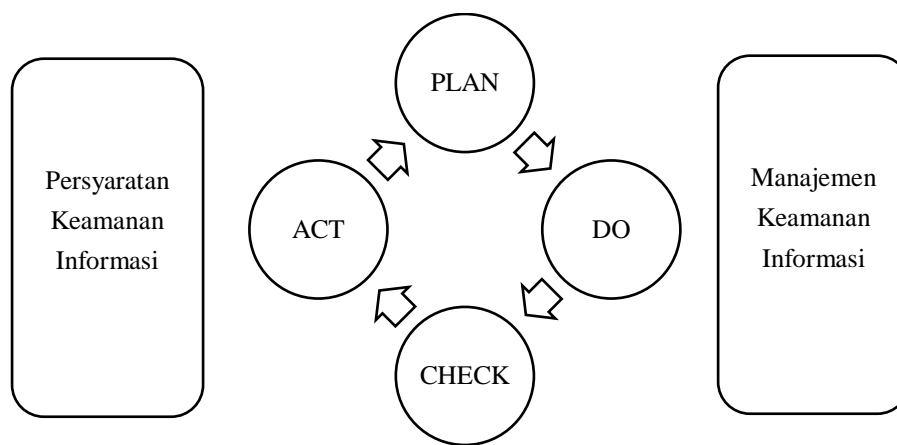 PLAN
Persyaratan
Keamanan
Informasi
ACT
DO
Manajemen
Keamanan
Informasi
CHECK